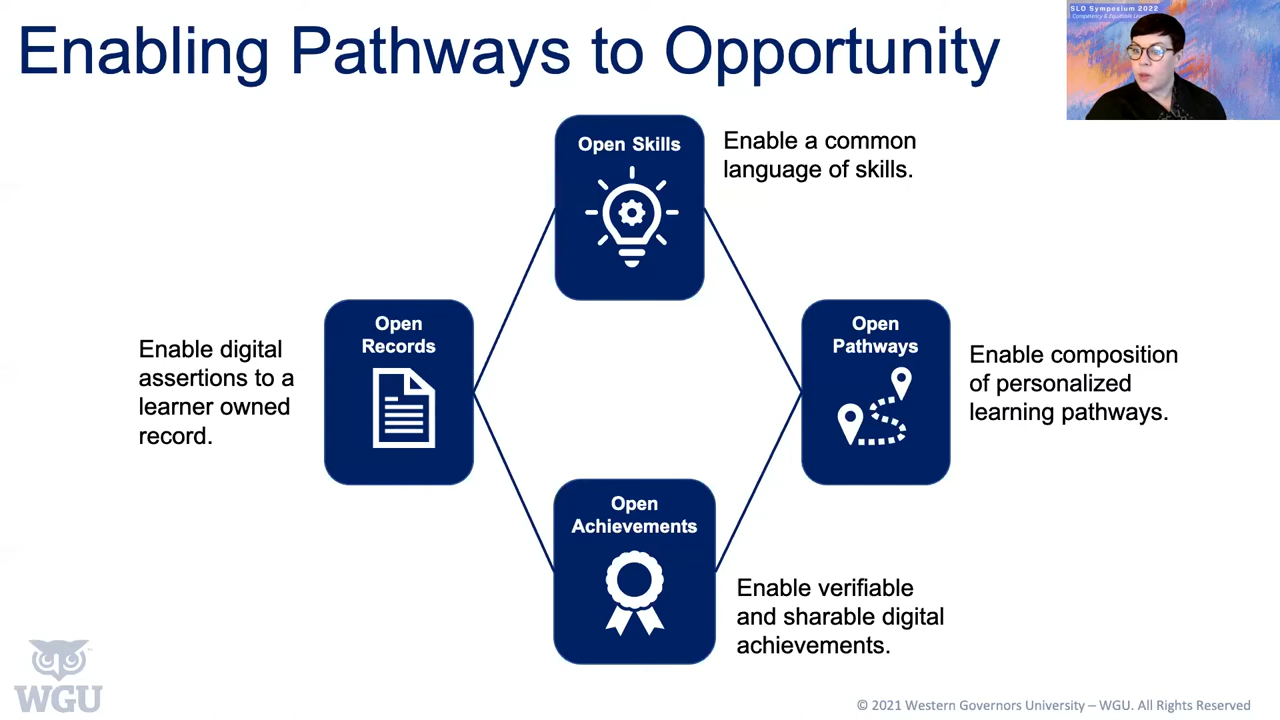 Enabling Pathways to Opportunity
SLO Symposium 2022
Open Skills
Enable a common
language of skills.
Open
Records
Enable digital
assertions to a
learner owned
record.
Open
Pathways
Enable composition
of personalized
learning pathways.
Open
Achievements
Enable verifiable
and sharable digital
achievements.
WGU
© 2021 Western Governors University – WGU. All Rights Reserved